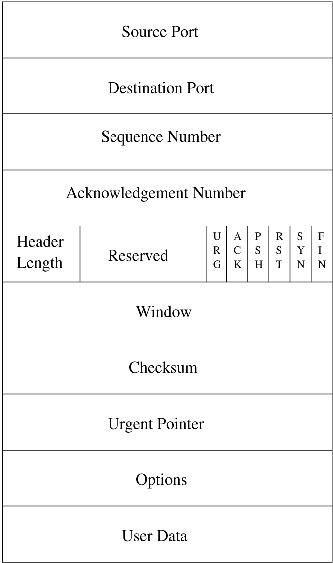 Source Port
Destination Port
Sequence Number
Acknowledgement Number
Header
Length
Reserved
URG
ACK
PSH
RST
SYN
FIN
Window
Checksum
Urgent Pointer
Options
User Data